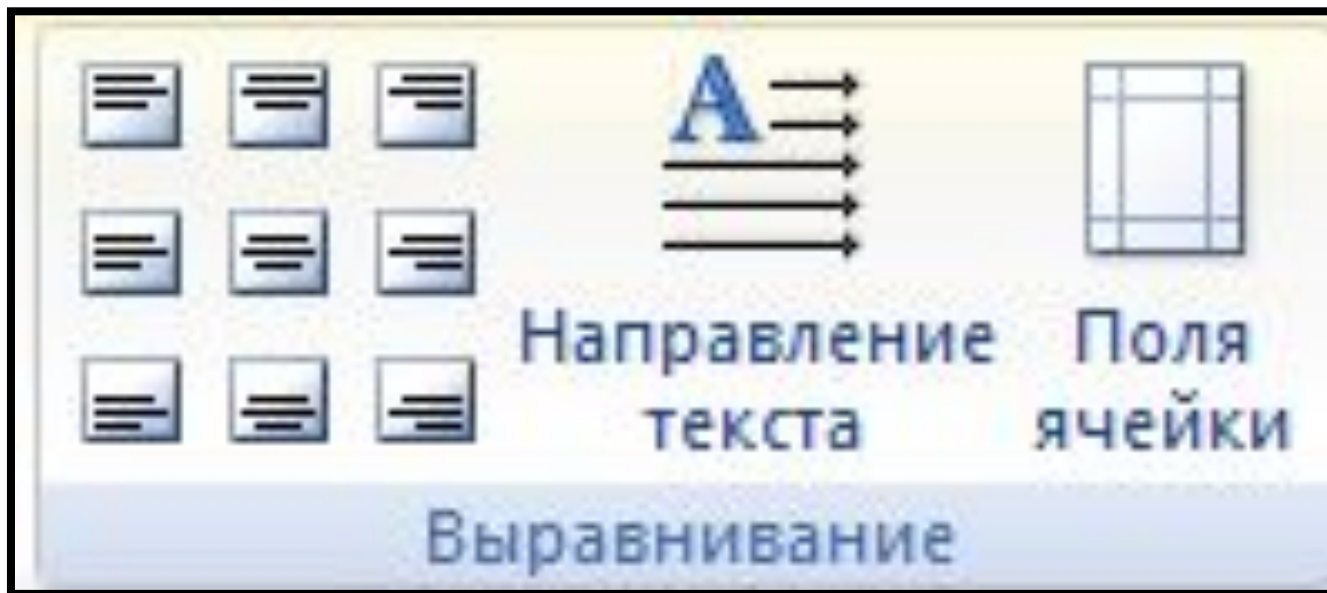 A
Направление
текста
Поля
ячейки
Выравнивание